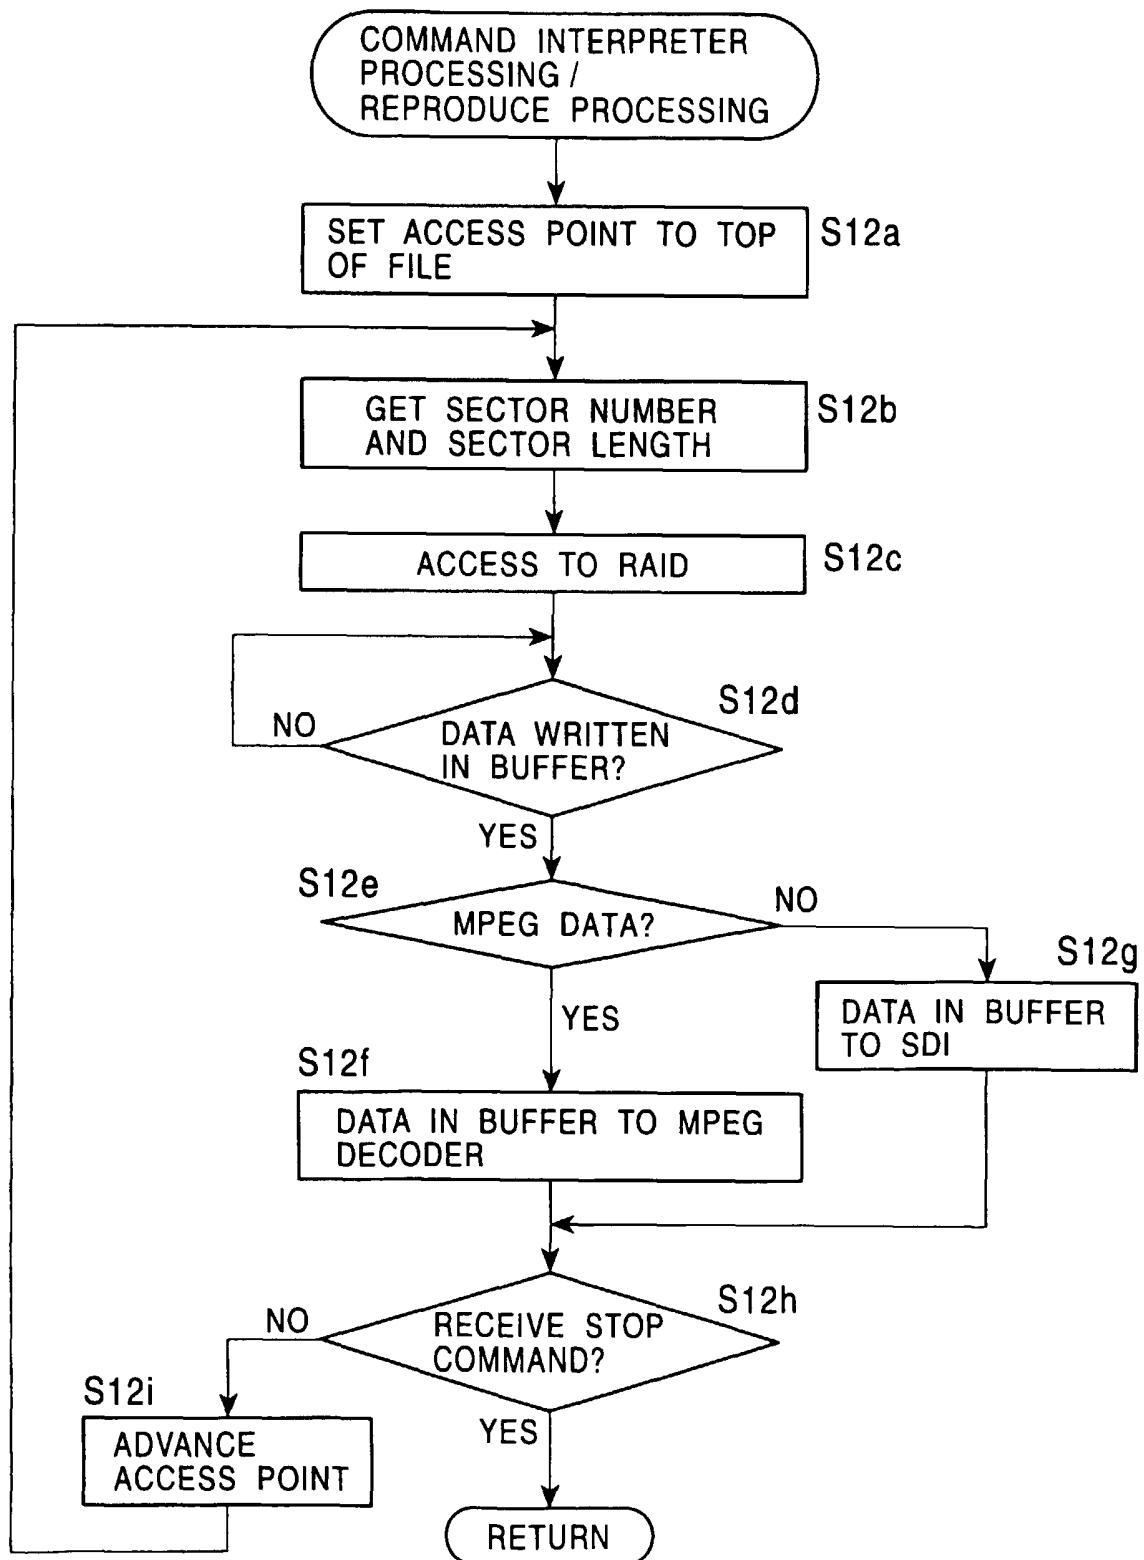 COMMAND INTERPRETER
PROCESSING /
REPRODUCE PROCESSING
SET ACCESS POINT TO TOP
OF FILE
S12a
GET SECTOR NUMBER
AND SECTOR LENGTH
S12b
ACCESS TO RAID
S12c
S12d
NO
DATA WRITTEN
IN BUFFER?
YES
S12e
MPEG DATA?
NO
S12g
DATA IN BUFFER
TO SDI
YES
S12f
DATA IN BUFFER TO MPEG
DECODER
S12h
NO
RECEIVE STOP
COMMAND?
S12i
YES
ADVANCE
ACCESS POINT
RETURN